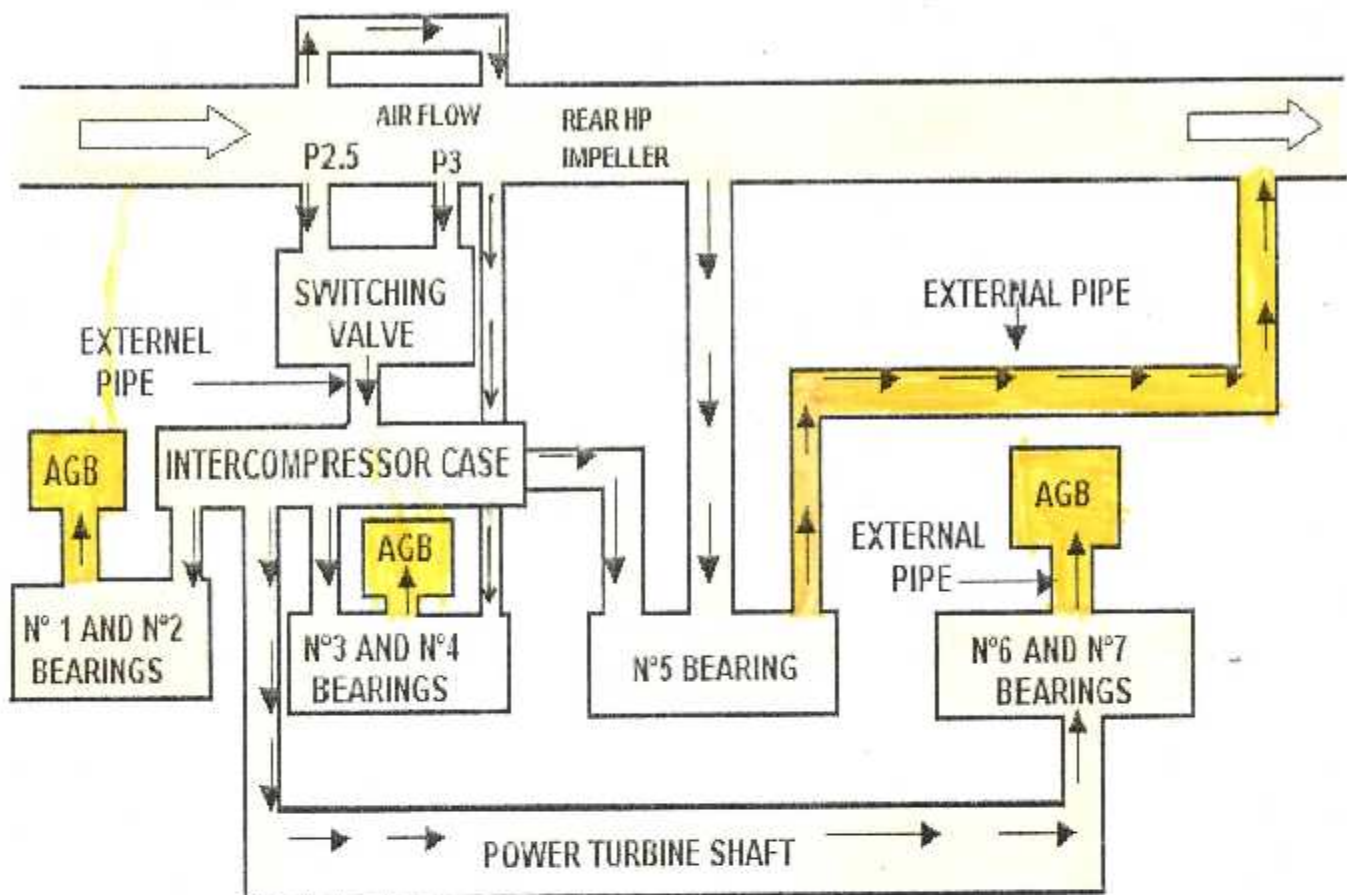 AIR FLOW
REAR HP
IMPELLER
P2.5
P3
SWITCHING
VALVE
EXTERNEL
PIPE
EXTERNAL PIPE
AGB
INTERCOMPRESSOR CASE
AGB
AGB
EXTERNAL
PIPE
N° 1 AND N°2
BEARINGS
N°3 AND N°4
BEARINGS
N°5 BEARING
N°6 AND N°7
BEARINGS
POWER TURBINE SHAFT